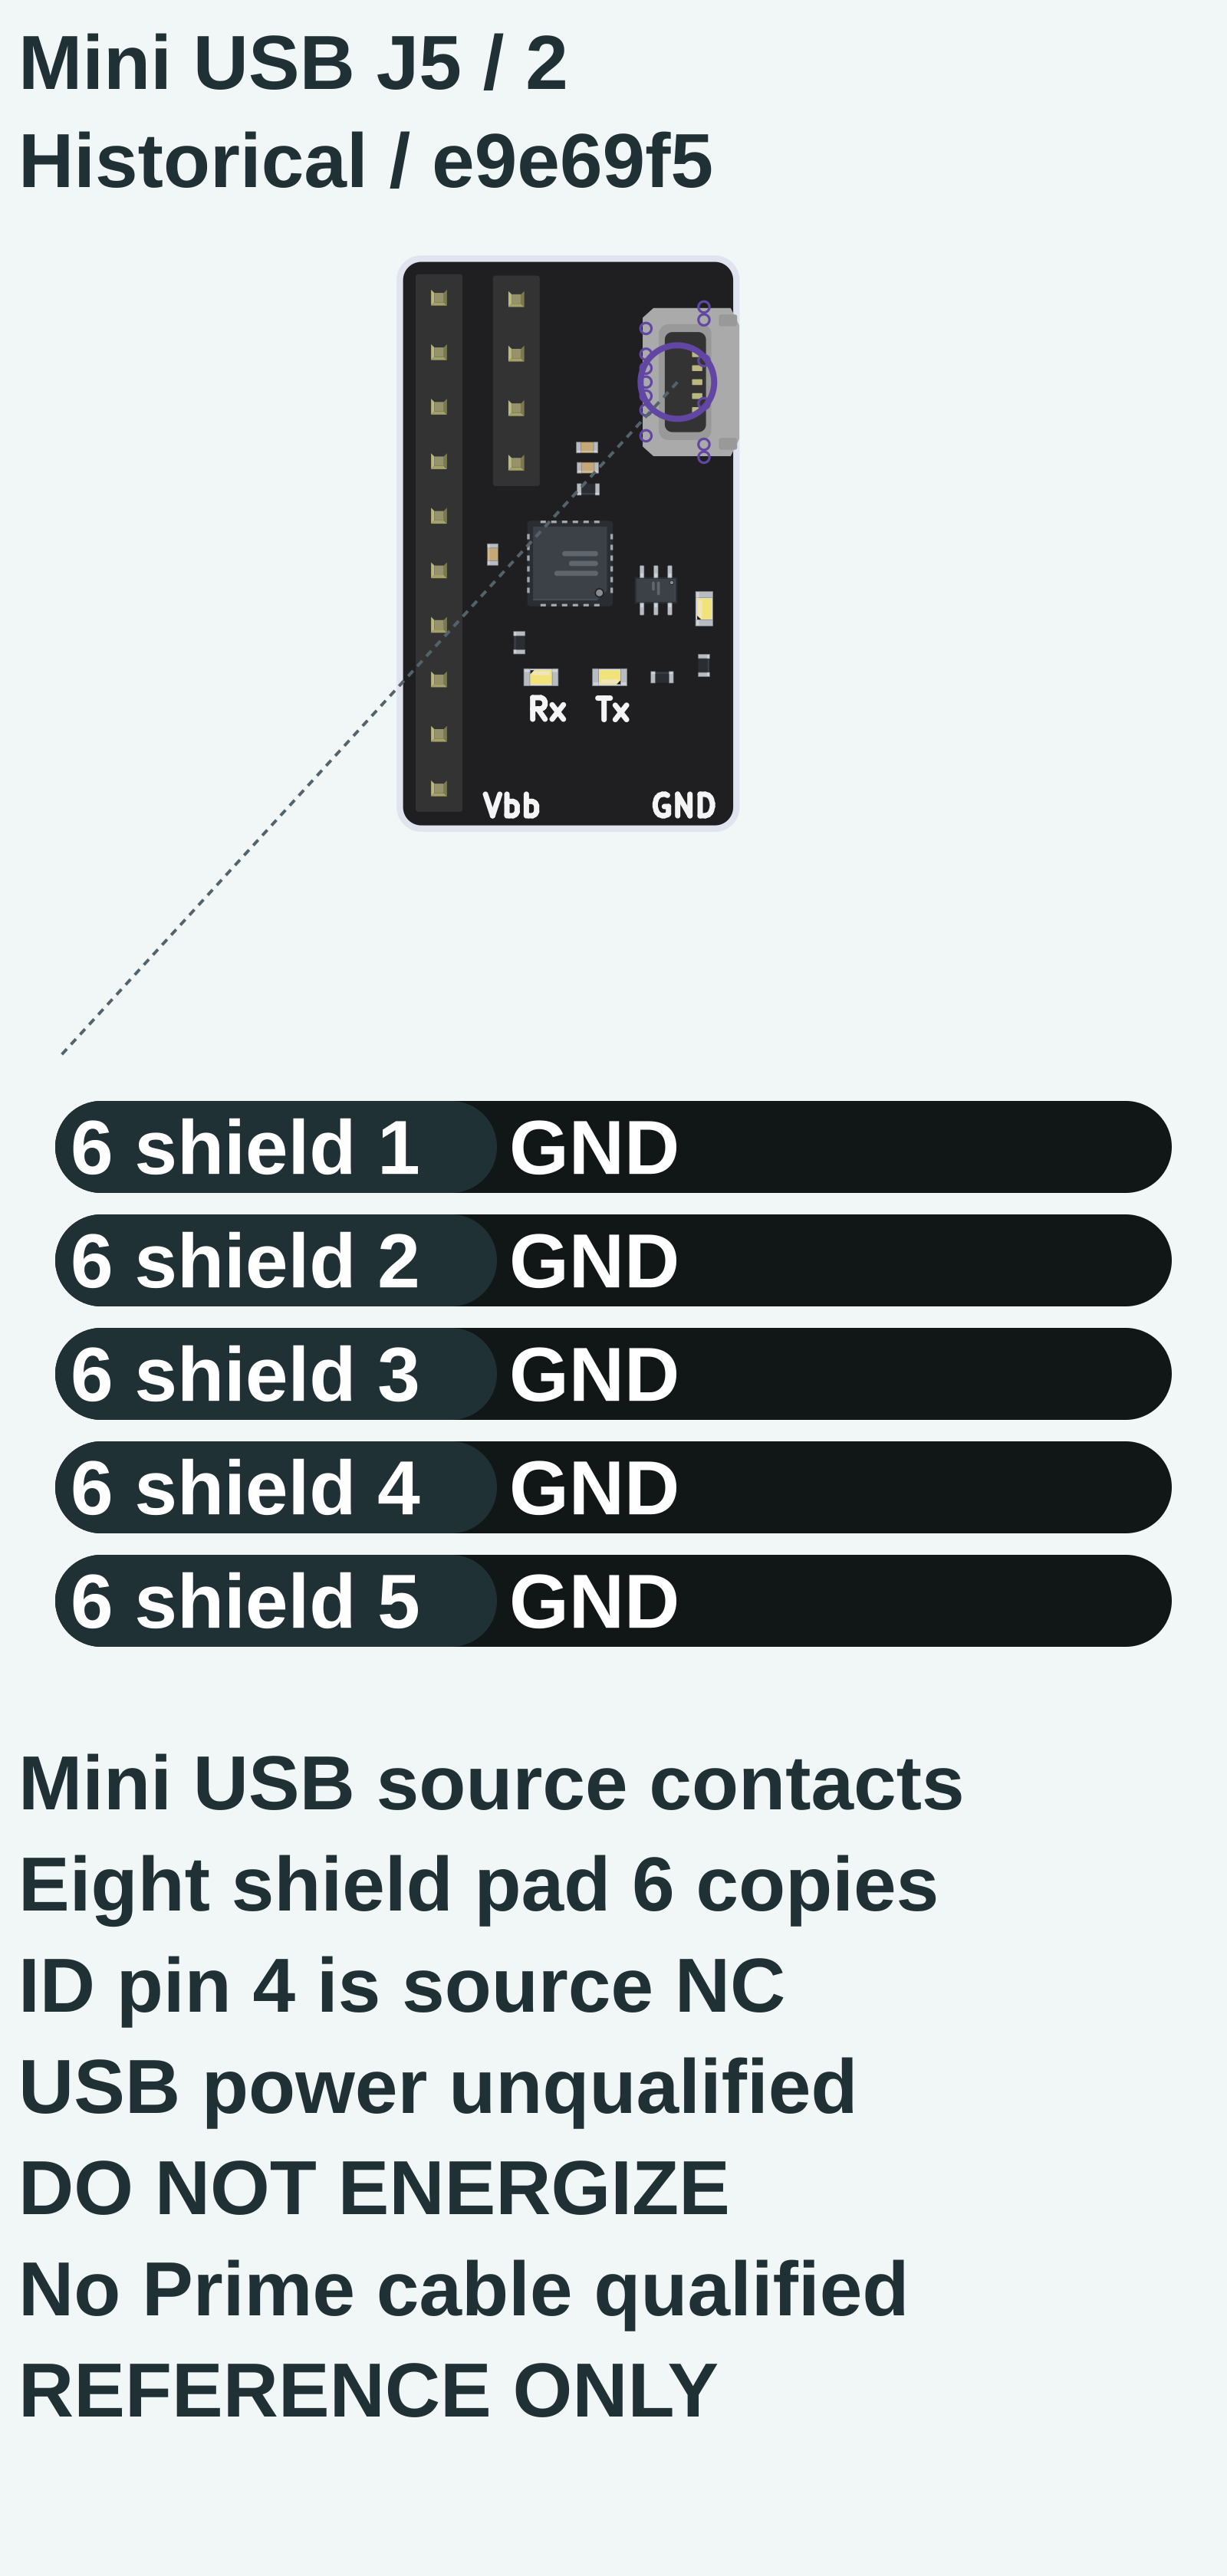 Mini USB J5 / 2
Historical / e9e69f5
Rx Tx
Vbb GND
6 shield 1 GND
6 shield 2 GND
6 shield 3 GND
6 shield 4 GND
6 shield 5 GND
Mini USB source contacts
Eight shield pad 6 copies
ID pin 4 is source NC
USB power unqualified
DO NOT ENERGIZE
No Prime cable qualified
REFERENCE ONLY